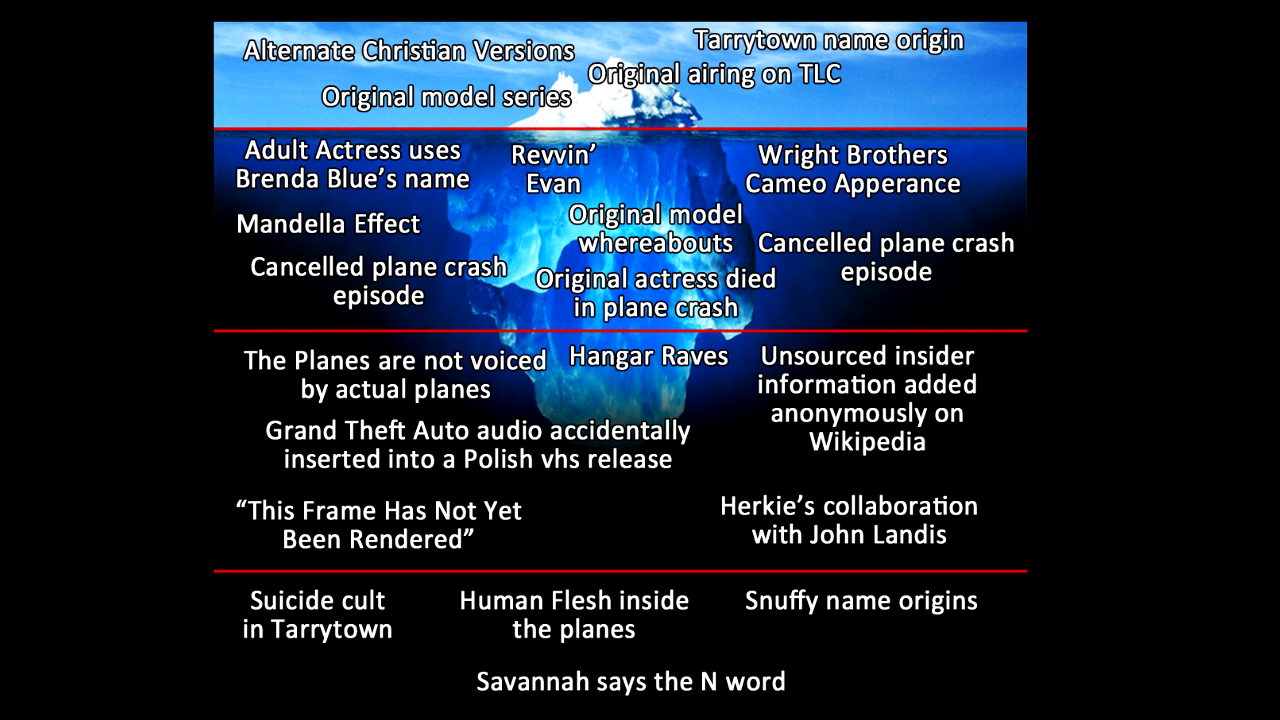 Alternate Christian Versions
Tarrytown name origin
Original airing on TLC
Original model series
Adult Actress uses
Brenda Blue's name
Revvin'
Evan
Wright Brothers
Cameo Apperance
Mandella Effect
Original model
whereabouts
Cancelled plane crash
episode
Cancelled plane crash
episode
Original actress died
in plane crash
The Planes are not voiced
by actual planes
Hangar Raves
Unsourced insider
information added
anonymously on
Wikipedia
Grand Theft Auto audio accidentally
inserted into a Polish vhs release
“This Frame Has Not Yet
Been Rendered”
Herkie's collaboration
with John Landis
Suicide cult
in Tarrytown
Human Flesh inside
the planes
Snuffy name origins
Savannah says the N word